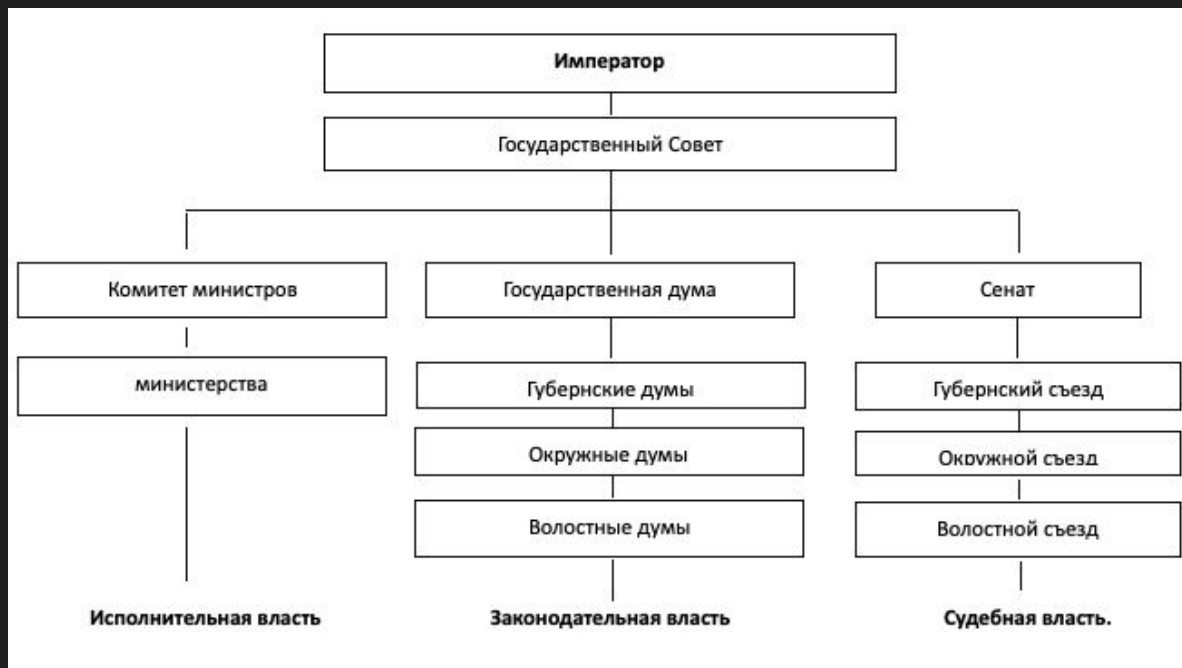 Император
Государственный Совет
Комитет министров
Государственная дума
Сенат
министерства
Губернские думы
Губернский съезд
Окружные думы
Окружной съезд
Волостные думы
Волостной съезд
Исполнительная власть
Законодательная власть
Судебная власть.